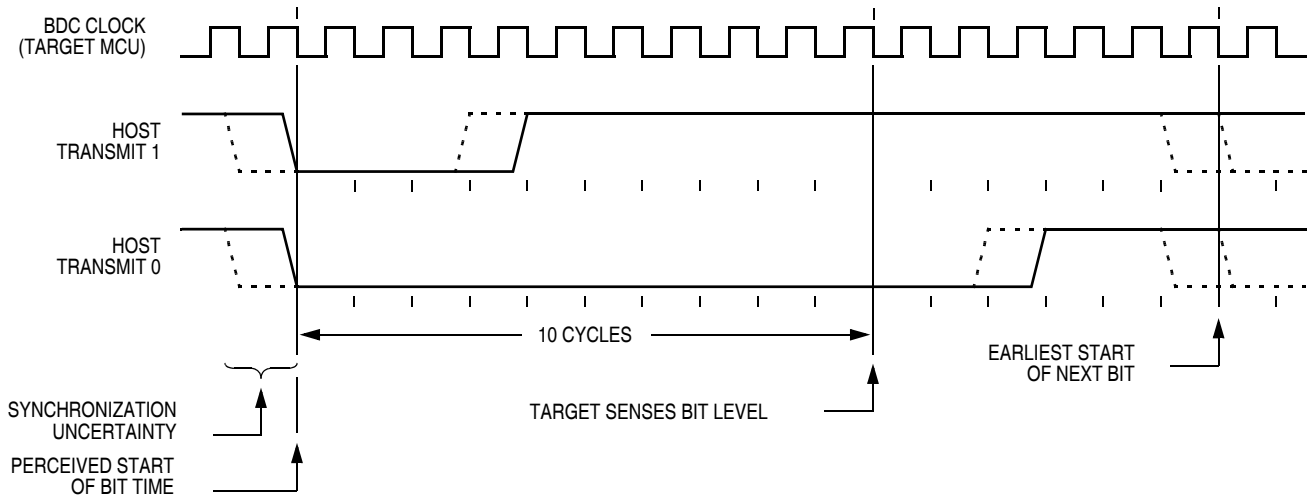 BDC CLOCK
(TARGET MCU)
HOST
TRANSMIT 1
HOST
TRANSMIT 0
10 CYCLES
EARLIEST START
OF NEXT BIT
TARGET SENSES BIT LEVEL
SYNCHRONIZATION
UNCERTAINTY
PERCEIVED START
OF BIT TIME